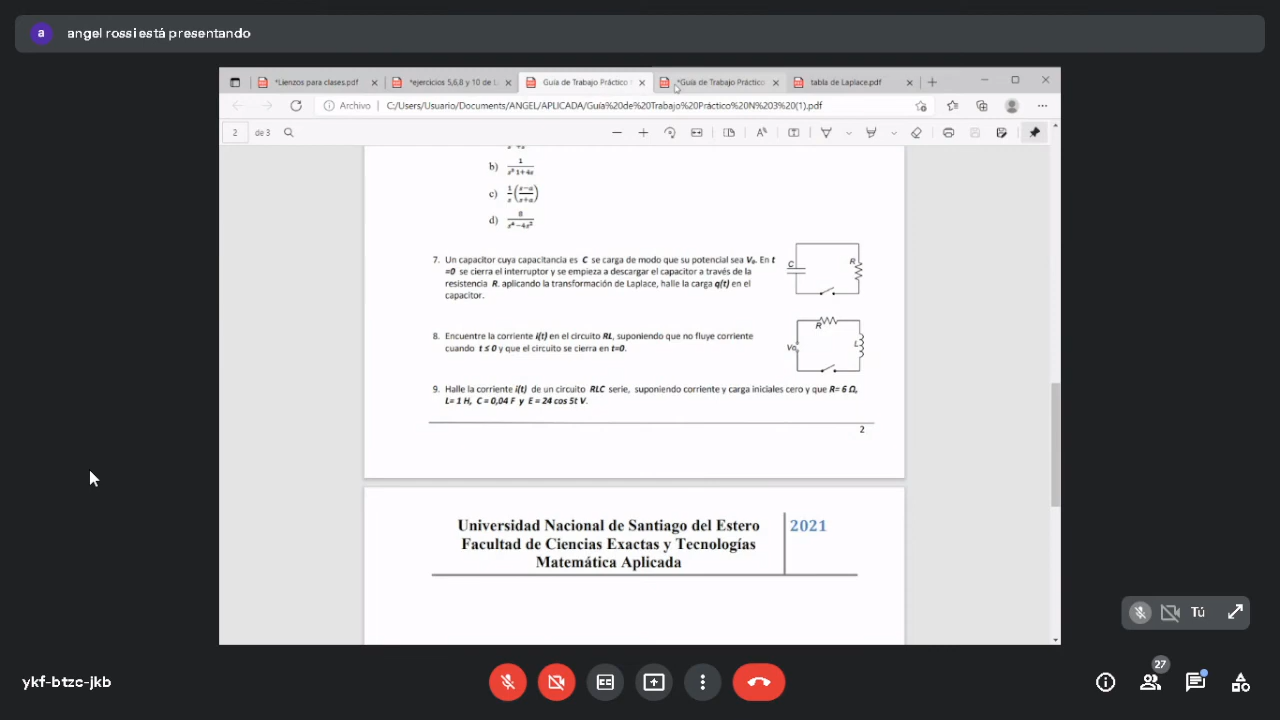 a angel rossi está presentando
*Lienzos para clases.pdf
*ejercicios 5,6,8 y 10 de L
Guía de Trabajo Práctico
*Guía de Trabajo Práctico
tabla de Laplace.pdf
Archivo C:/Users/Usuario/Documents/ANGEL/APLICADA/Guía%20de%20Trabajo%20Práctico%20N%203%20(1).pdf
2 de 3
b)
c) 1/s (s-a/s+a)
d) 8/s⁴-4s²
7. Un capacitor cuya capacitancia es C se carga de modo que su potencial sea V₀. En t
=0 se cierra el interruptor y se empieza a descargar el capacitor a través de la
resistencia R. aplicando la transformación de Laplace, halle la carga q(t) en el
capacitor.
C R
8. Encuentre la corriente i(t) en el circuito RL, suponiendo que no fluye corriente
cuando t ≤ 0 y que el circuito se cierra en t=0.
R
Vo L
9. Halle la corriente i(t) de un circuito RLC serie, suponiendo corriente y carga iniciales cero y que R= 6 Ω,
L= 1 H, C = 0,04 F y E = 24 cos 5t V.
2
Universidad Nacional de Santiago del Estero
Facultad de Ciencias Exactas y Tecnologías
Matemática Aplicada
2021
Tú
ykf-btzc-jkb
27